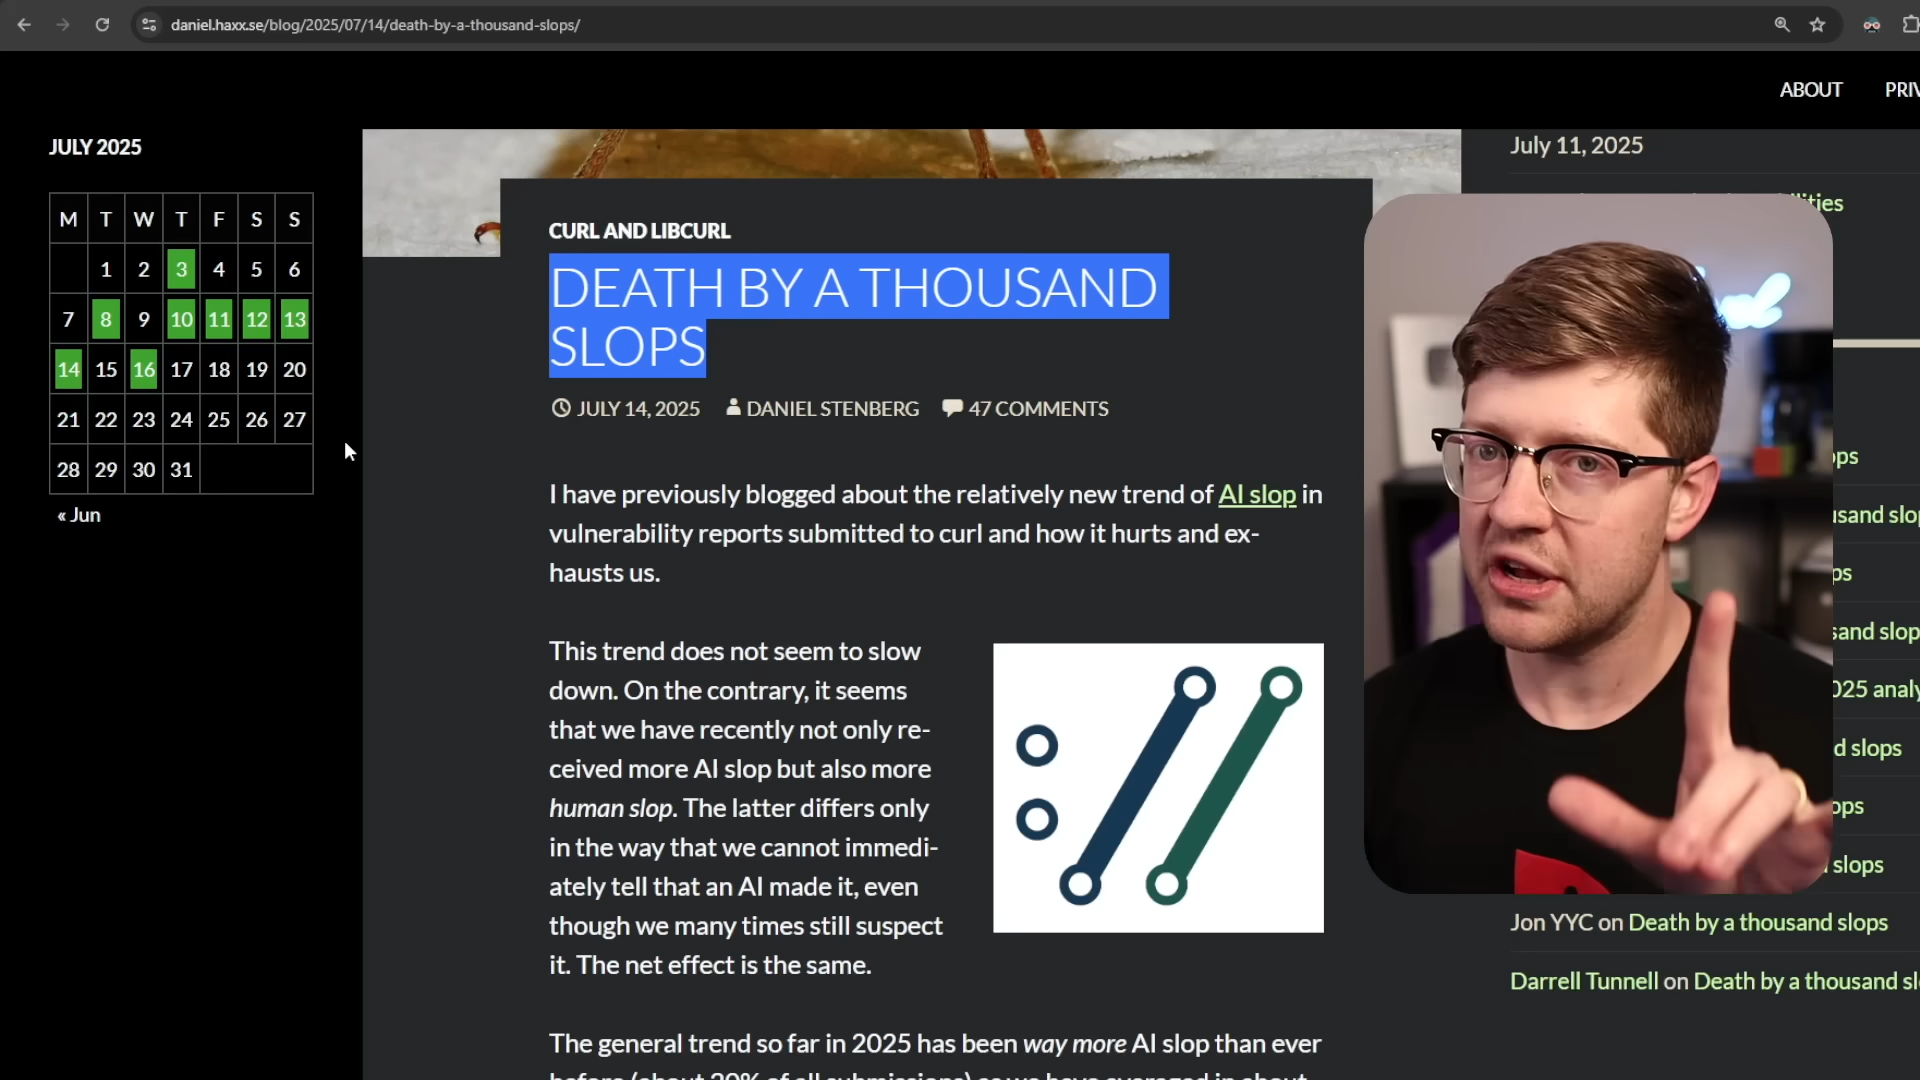 daniel.haxx.se/blog/2025/07/14/death-by-a-thousand-slops/
ABOUT
JULY 2025
M T W T F S S
1 2 3 4 5 6
7 8 9 10 11 12 13
14 15 16 17 18 19 20
21 22 23 24 25 26 27
28 29 30 31
« Jun
CURL AND LIBCURL
DEATH BY A THOUSAND
SLOPS
JULY 14, 2025 DANIEL STENBERG 47 COMMENTS
I have previously blogged about the relatively new trend of AI slop in
vulnerability reports submitted to curl and how it hurts and ex-
hausts us.
This trend does not seem to slow
down. On the contrary, it seems
that we have recently not only re-
ceived more AI slop but also more
human slop. The latter differs only
in the way that we cannot immedi-
ately tell that an AI made it, even
though we many times still suspect
it. The net effect is the same.
The general trend so far in 2025 has been way more AI slop than ever
July 11, 2025
slops
slops
Jon YYC on Death by a thousand slops
Darrell Tunnell on Death by a thousand